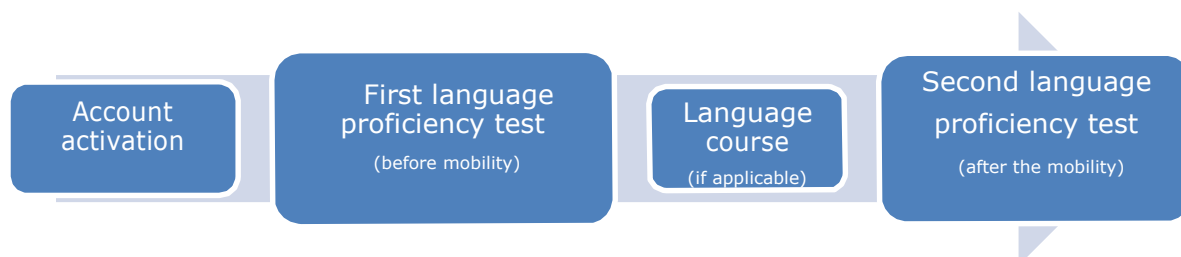 Account
activation
First language
proficiency test
(before mobility)
Language
course
(if applicable)
Second language
proficiency test
(after the mobility)